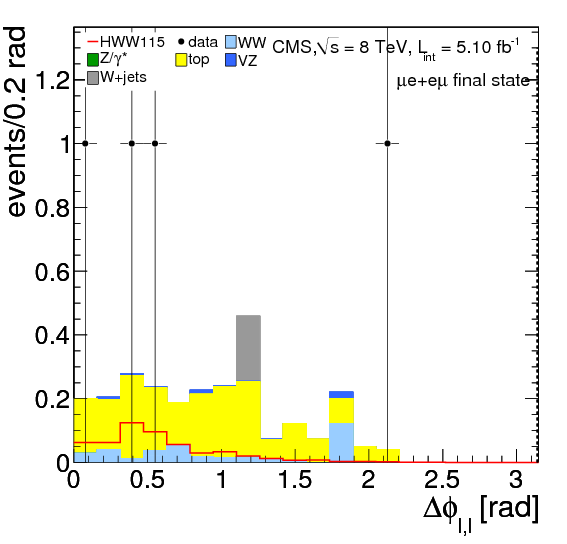 HWW115 data WW CMS,√s = 8 TeV, L_int = 5.10 fb⁻¹
Z/γ* top VZ
W+jets μe+eμ final state
events/0.2 rad
1.2
1
0.8
0.6
0.4
0.2
0
0 0.5 1 1.5 2 2.5 3
Δϕ_l,l [rad]